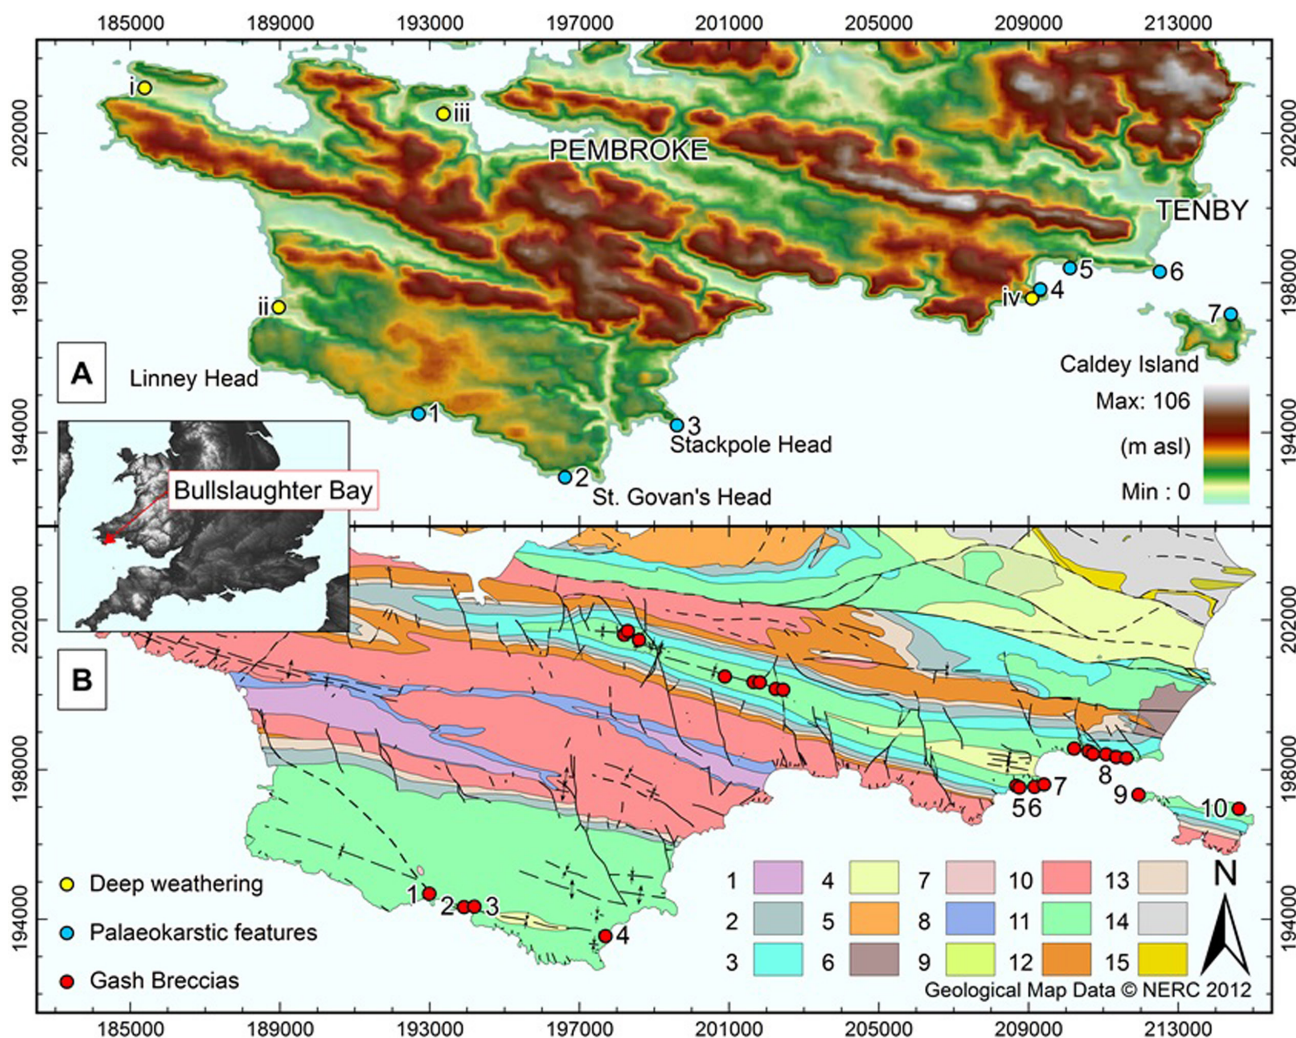 185000 189000 193000 197000 201000 205000 209000 213000
202000
198000
194000
202000
198000
194000
i
iii
PEMBROKE
TENBY
ii
iv
4
5
6
7
Caldey Island
Linney Head
A
1
2
3
Stackpole Head
St. Govan's Head
Max: 106
(m asl)
Min : 0
Bullslaughter Bay
202000
198000
194000
202000
198000
194000
B
56
7
8
9
10
1
2
3
4
Deep weathering
Palaeokarstic features
Gash Breccias
1 4 7 10 13
2 5 8 11 14
3 6 9 12 15
N
Geological Map Data © NERC 2012
185000 189000 193000 197000 201000 205000 209000 213000